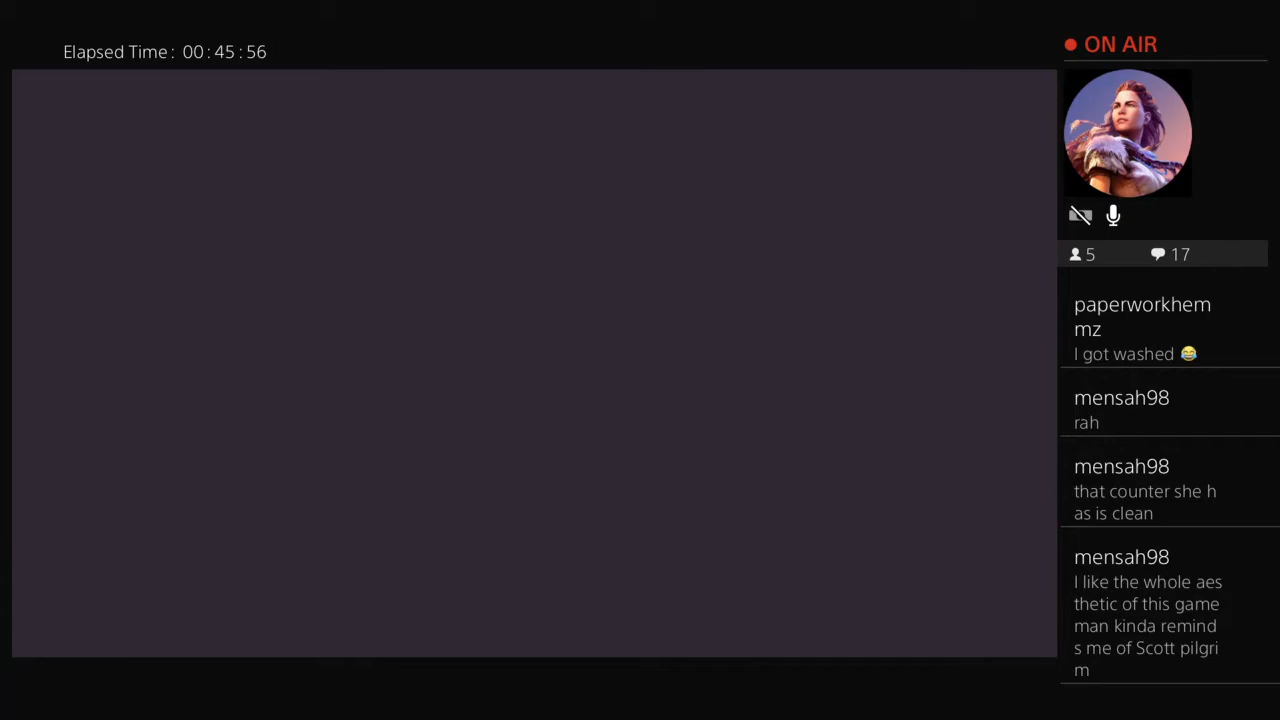 Elapsed Time: 00:45:56
ON AIR
5 17
paperworkhem
mz
I got washed 😂
mensah98
rah
mensah98
that counter she h
as is clean
mensah98
I like the whole aes
thetic of this game
man kinda remind
s me of Scott pilgri
m